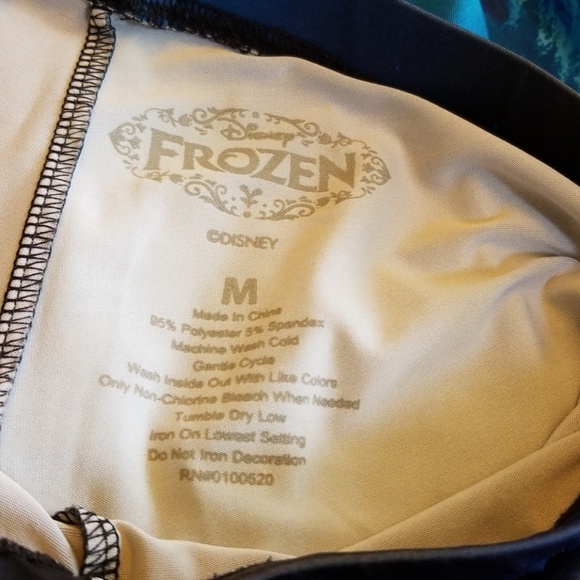 Disney
FROZEN
©DISNEY
M
Made In China
95% Polyester 5% Spandex
Machine Wash Cold
Gentle Cycle
Wash Inside Out With Like Colors
Only Non-Chlorine Bleach When Needed
Tumble Dry Low
Iron On Lowest Setting
Do Not Iron Decoration
RN#0100520